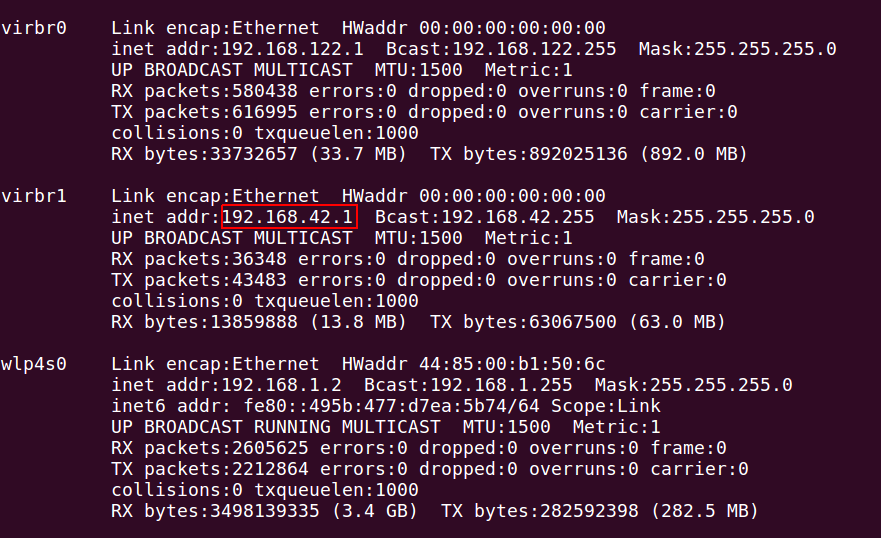 virbr0    Link encap:Ethernet  HWaddr 00:00:00:00:00:00
          inet addr:192.168.122.1  Bcast:192.168.122.255  Mask:255.255.255.0
          UP BROADCAST MULTICAST  MTU:1500  Metric:1
          RX packets:580438 errors:0 dropped:0 overruns:0 frame:0
          TX packets:616995 errors:0 dropped:0 overruns:0 carrier:0
          collisions:0 txqueuelen:1000
          RX bytes:33732657 (33.7 MB)  TX bytes:892025136 (892.0 MB)

virbr1    Link encap:Ethernet  HWaddr 00:00:00:00:00:00
          inet addr:192.168.42.1  Bcast:192.168.42.255  Mask:255.255.255.0
          UP BROADCAST MULTICAST  MTU:1500  Metric:1
          RX packets:36348 errors:0 dropped:0 overruns:0 frame:0
          TX packets:43483 errors:0 dropped:0 overruns:0 carrier:0
          collisions:0 txqueuelen:1000
          RX bytes:13859888 (13.8 MB)  TX bytes:63067500 (63.0 MB)

wlp4s0    Link encap:Ethernet  HWaddr 44:85:00:b1:50:6c
          inet addr:192.168.1.2  Bcast:192.168.1.255  Mask:255.255.255.0
          inet6 addr: fe80::495b:477:d7ea:5b74/64 Scope:Link
          UP BROADCAST RUNNING MULTICAST  MTU:1500  Metric:1
          RX packets:2605625 errors:0 dropped:0 overruns:0 frame:0
          TX packets:2212864 errors:0 dropped:0 overruns:0 carrier:0
          collisions:0 txqueuelen:1000
          RX bytes:3498139335 (3.4 GB)  TX bytes:282592398 (282.5 MB)